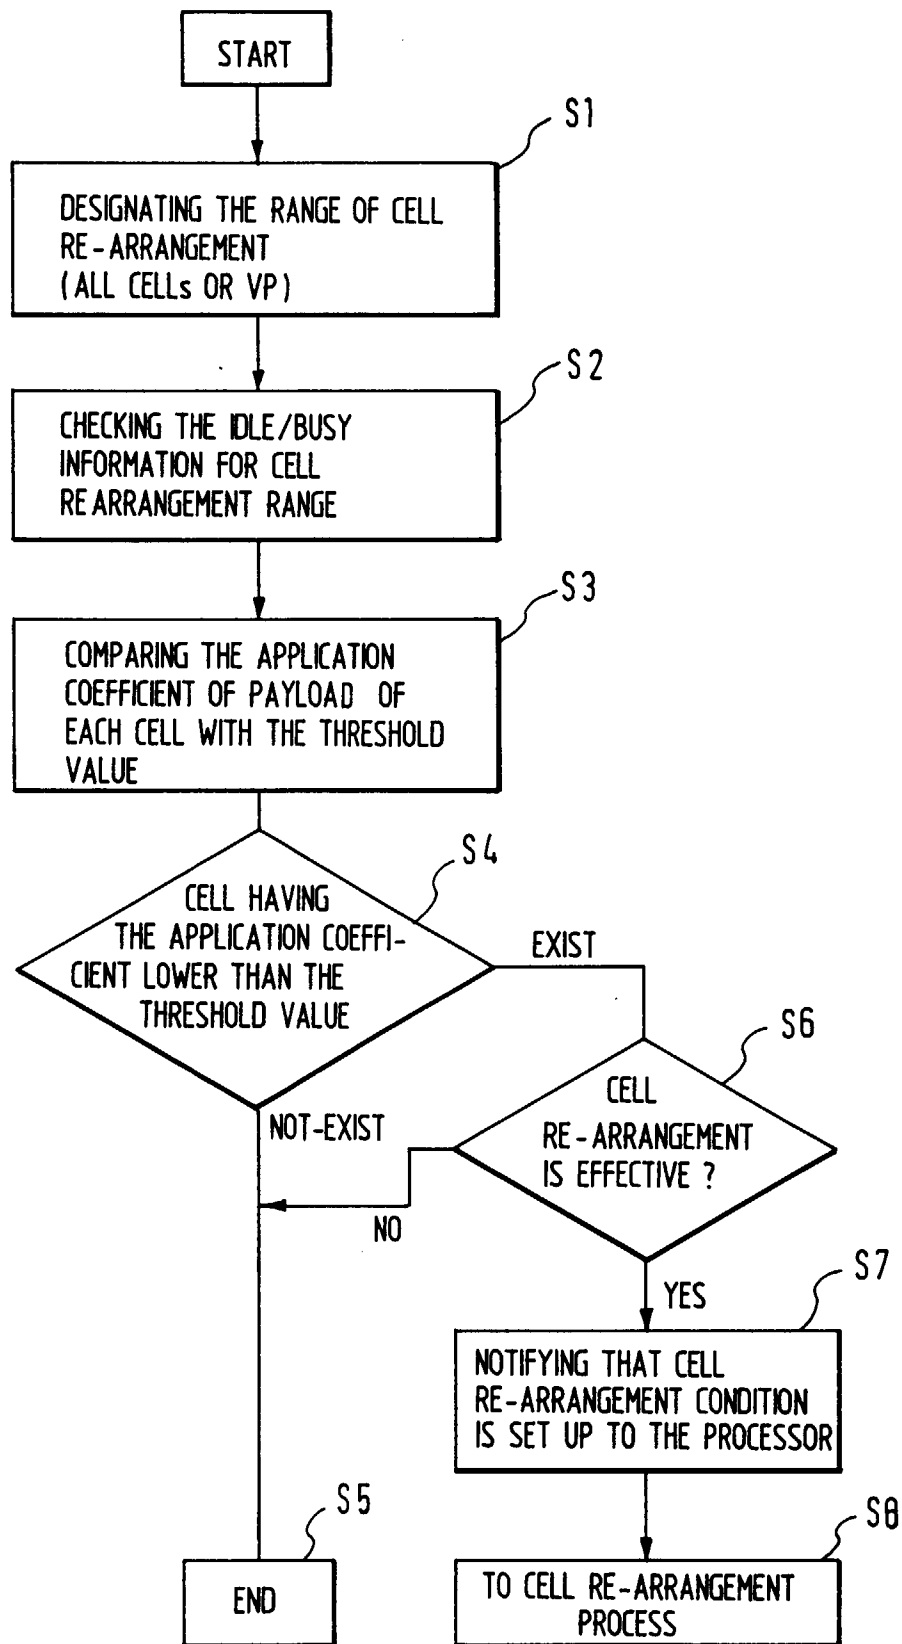 START
S1
DESIGNATING THE RANGE OF CELL
RE-ARRANGEMENT
(ALL CELLs OR VP)
S2
CHECKING THE IDLE/BUSY
INFORMATION FOR CELL
REARRANGEMENT RANGE
S3
COMPARING THE APPLICATION
COEFFICIENT OF PAYLOAD OF
EACH CELL WITH THE THRESHOLD
VALUE
S4
CELL HAVING
THE APPLICATION COEFFI-
CIENT LOWER THAN THE
THRESHOLD VALUE
EXIST
NOT-EXIST
S6
CELL
RE-ARRANGEMENT
IS EFFECTIVE ?
NO
YES
S7
NOTIFYING THAT CELL
RE-ARRANGEMENT CONDITION
IS SET UP TO THE PROCESSOR
S5
END
S8
TO CELL RE-ARRANGEMENT
PROCESS